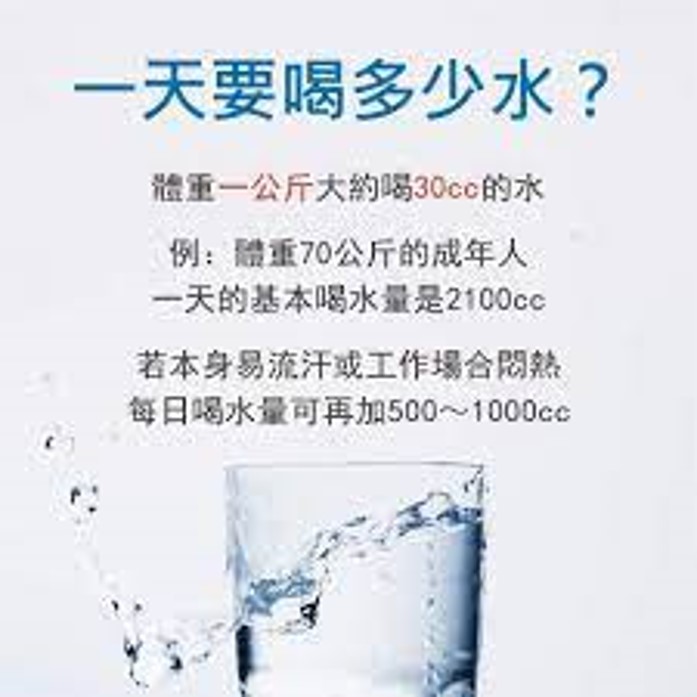 一天要喝多少水？
體重一公斤大約喝30cc的水
例：體重70公斤的成年人
一天的基本喝水量是2100cc
若本身易流汗或工作場合悶熱
每日喝水量可再加500～1000cc